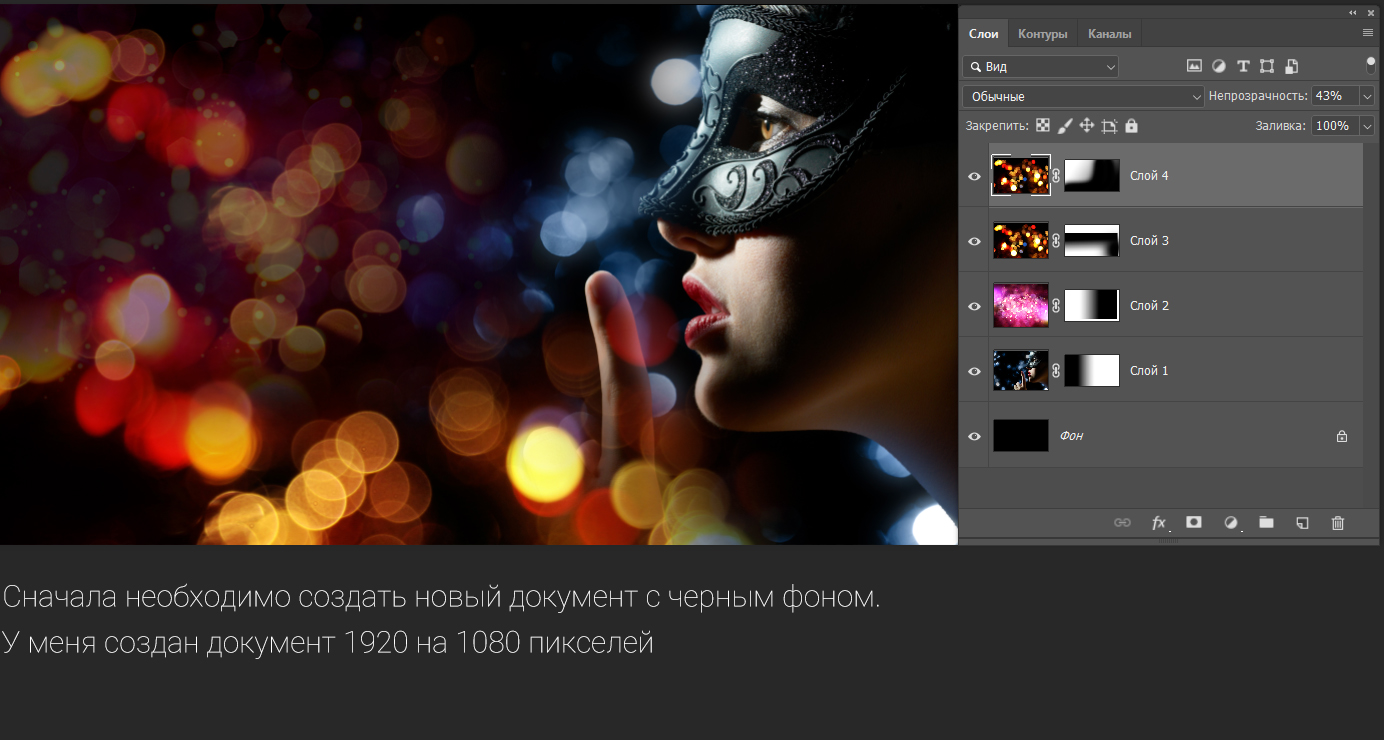 Слои Контуры Каналы
Вид
Обычные Непрозрачность: 43%
Закрепить: Заливка: 100%
Слой 4
Слой 3
Слой 2
Слой 1
Фон
fx
Сначала необходимо создать новый документ с черным фоном.
У меня создан документ 1920 на 1080 пикселей